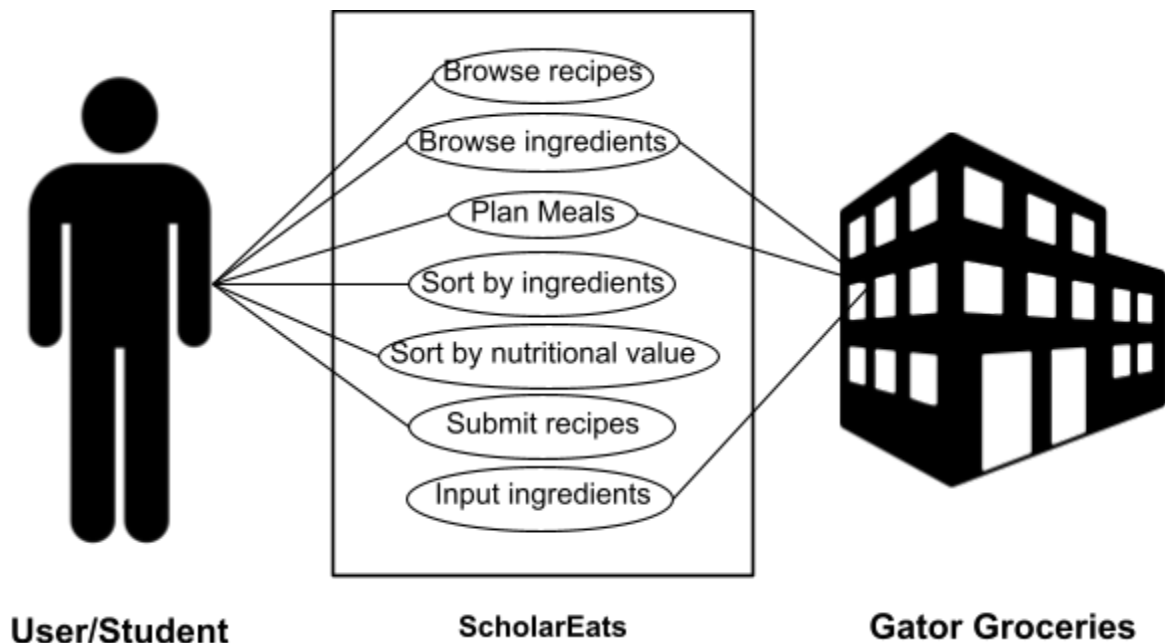 Browse recipes
Browse ingredients
Plan Meals
Sort by ingredients
Sort by nutritional value
Submit recipes
Input ingredients
User/Student
ScholarEats
Gator Groceries